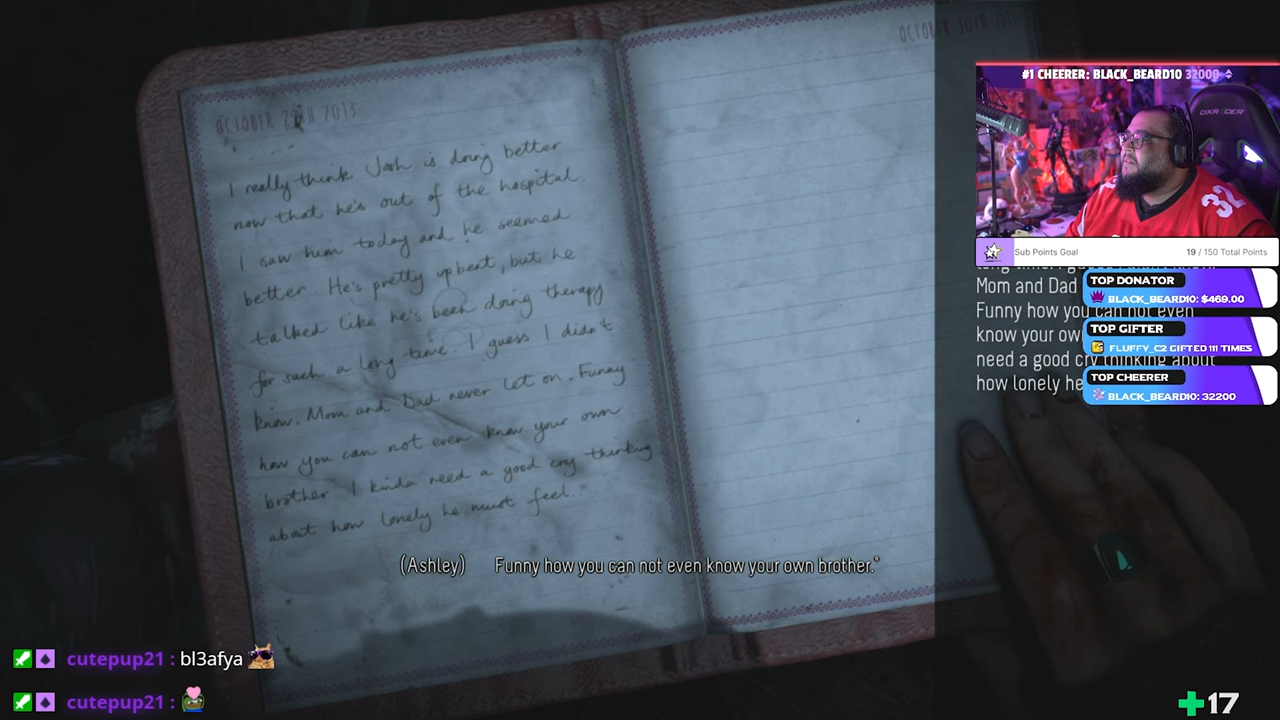 OCTOBER 2013
OCTOBER 30TH 201
I really think Josh is doing better
now that he's out of the hospital.
I saw him today and he seemed
better. He's pretty upbeat, but he
talked like he's been doing therapy
for such a long time. I guess I didn't
know. Mom and Dad never let on. Funny
how you can not even know your own
brother. I kinda need a good cry thinking
about how lonely he must feel.
(Ashley) Funny how you can not even know your own brother."
#1 CHEERER: BLACK_BEARD10 32000
DXRACER
32
Sub Points Goal 19 / 150 Total Points
Mom and Dad
Funny how you can not even
know your ow
need a good cry thinking about
how lonely he
TOP DONATOR
BLACK_BEARD10: $469.00
TOP GIFTER
FLUFFY_C2 GIFTED 111 TIMES
TOP CHEERER
BLACK_BEARD10: 32200
cutepup21 : bl3afya
cutepup21 :
+17